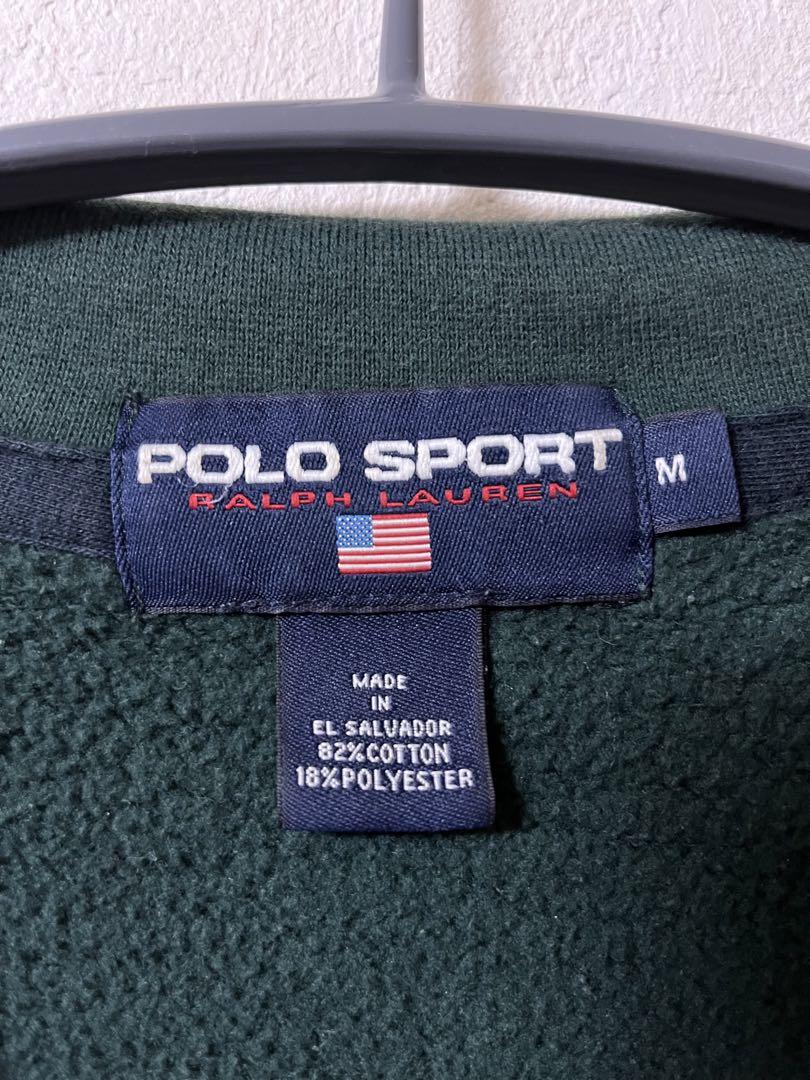 POLO SPORT
RALPH LAUREN
M
MADE
IN
EL SALVADOR
82%COTTON
18%POLYESTER